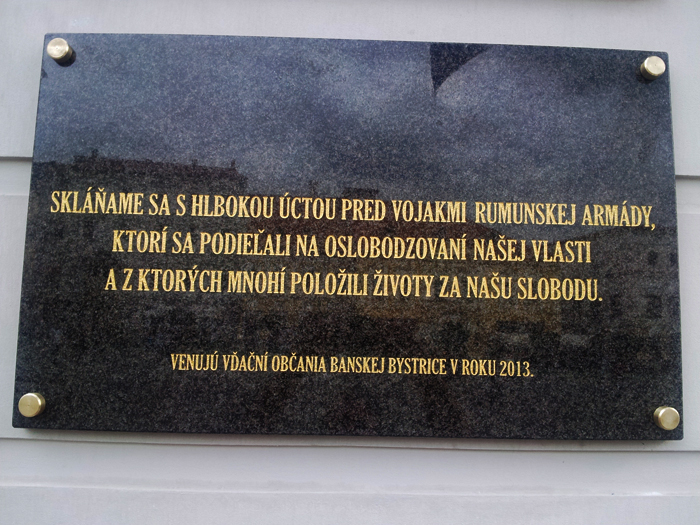 SKLÁŇAME SA S HLBOKOU ÚCTOU PRED VOJAKMI RUMUNSKEJ ARMÁDY,
KTORÍ SA PODIEĽALI NA OSLOBODZOVANÍ NAŠEJ VLASTI
A Z KTORÝCH MNOHÍ POLOŽILI ŽIVOTY ZA NAŠU SLOBODU.
VENUJÚ VĎAČNÍ OBČANIA BANSKEJ BYSTRICE V ROKU 2013.